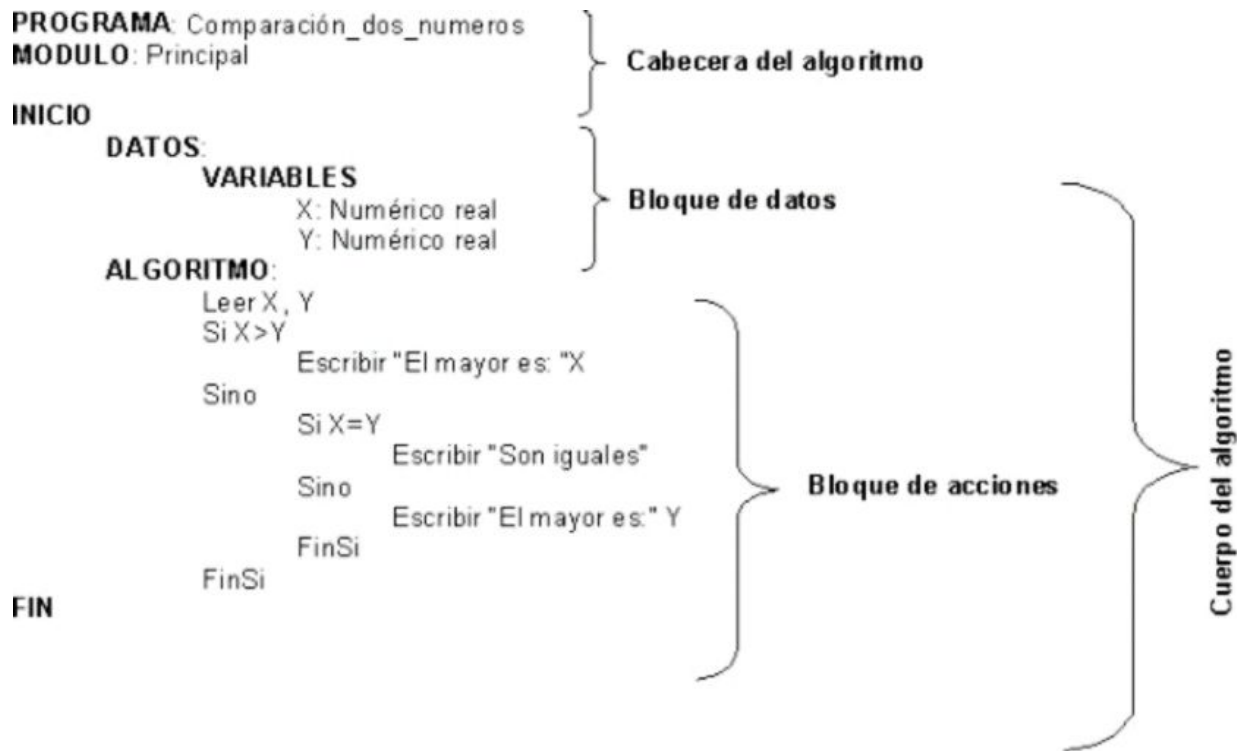 PROGRAMA: Comparación_dos_numeros
MODULO: Principal
Cabecera del algoritmo
INICIO
DATOS:
VARIABLES
X: Numérico real
Y: Numérico real
Bloque de datos
ALGORITMO:
Leer X, Y
Si X>Y
Escribir "El mayor es: "X
Sino
Si X=Y
Escribir "Son iguales"
Sino
Escribir "El mayor es:" Y
FinSi
FinSi
FIN
Bloque de acciones
Cuerpo del algoritmo